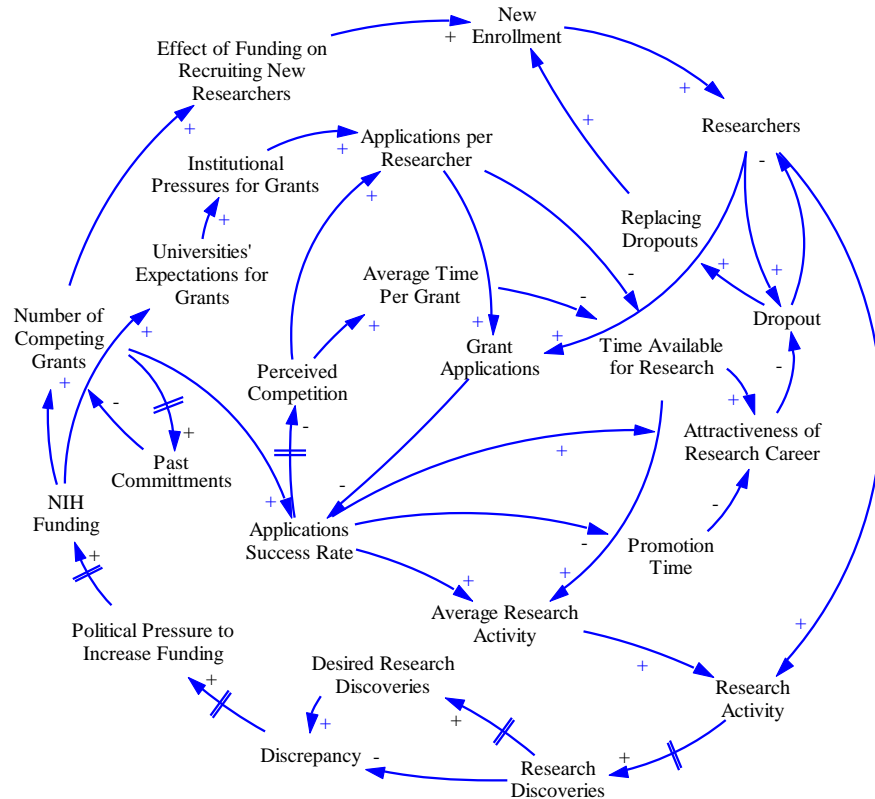 New
Enrollment
Effect of Funding on
Recruiting New
Researchers
+
+
+
Researchers
Applications per
Researcher
+
-
Institutional
Pressures for Grants
+
+
+
Replacing
Dropouts
Universities'
Expectations for
Grants
+
Average Time
Per Grant
-
-
+
+
Number of
Competing
Grants
+
+
+
+
Dropout
Grant
Applications
Time Available
for Research
Perceived
Competition
+
-
-
+
Attractiveness of
Research Career
+
-
+
Past
Committments
-
NIH
Funding
+
Applications
Success Rate
-
-
Promotion
Time
+
+
+
Average Research
Activity
+
Political Pressure to
Increase Funding
Desired Research
Discoveries
+
+
Research
Activity
+
+
Discrepancy
-
+
Research
Discoveries